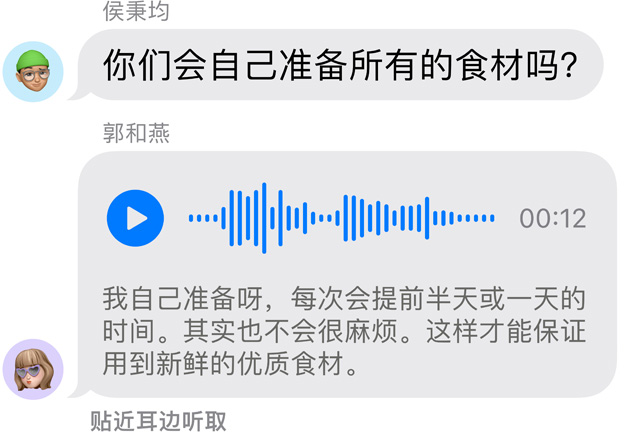 侯秉均
你们会自己准备所有的食材吗?
郭和燕
00:12
我自己准备呀，每次会提前半天或一天的
时间。其实也不会很麻烦。这样才能保证
用到新鲜的优质食材。
贴近耳边听取